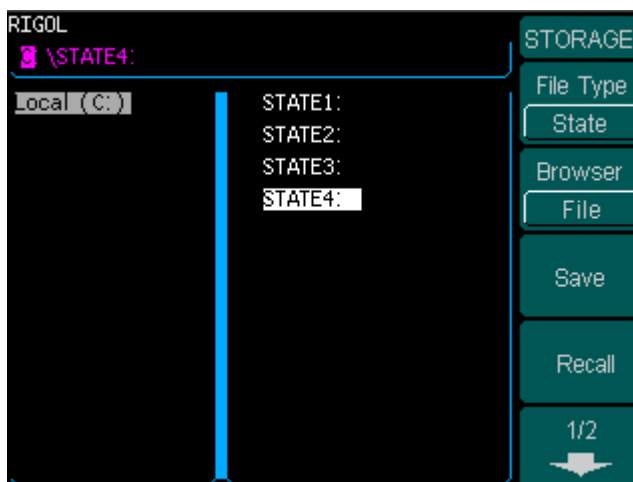 RIGOL
C \STATE4:
Local (C:)
STATE1:
STATE2:
STATE3:
STATE4:
STORAGE
File Type
State
Browser
File
Save
Recall
1/2